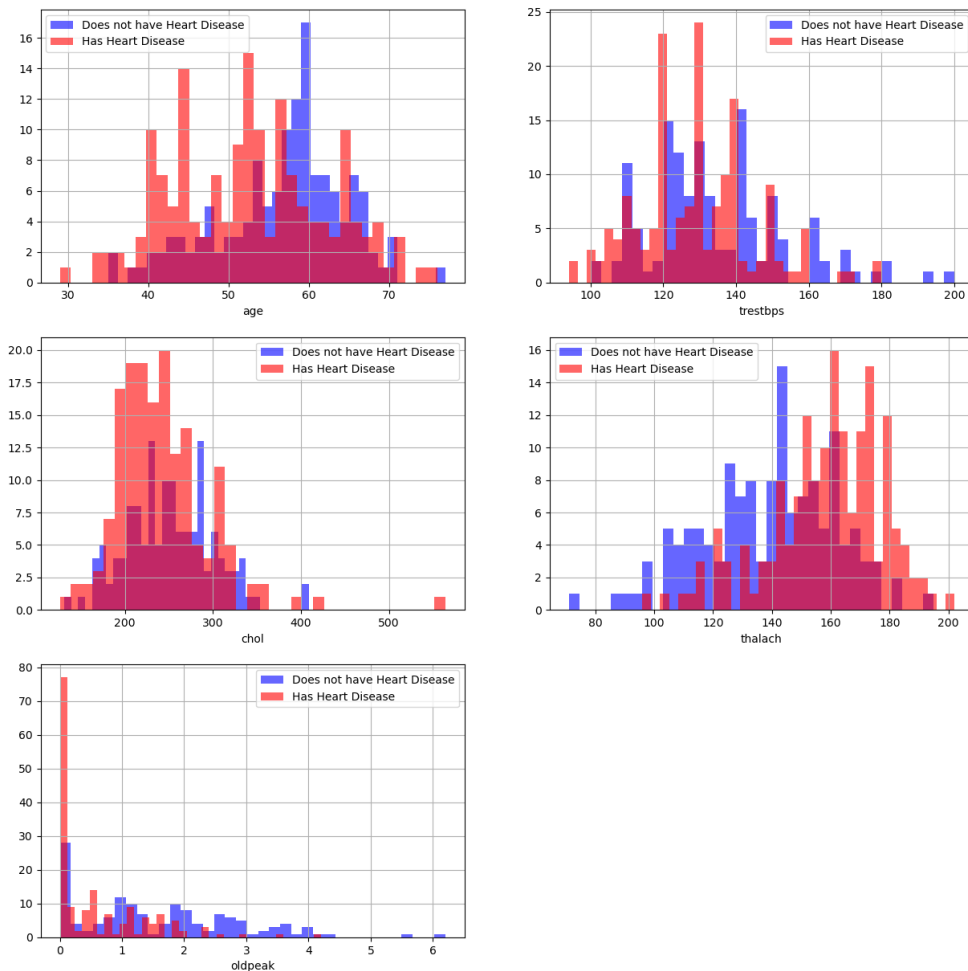 Does not have Heart Disease
Has Heart Disease
16
14
12
10
8
6
4
2
0
30 40 50 60 70
age
Does not have Heart Disease
Has Heart Disease
25
20
15
10
5
0
100 120 140 160 180 200
trestbps
Does not have Heart Disease
Has Heart Disease
20.0
17.5
15.0
12.5
10.0
7.5
5.0
2.5
0.0
200 300 400 500
chol
Does not have Heart Disease
Has Heart Disease
16
14
12
10
8
6
4
2
0
80 100 120 140 160 180 200
thalach
Does not have Heart Disease
Has Heart Disease
80
70
60
50
40
30
20
10
0
0 1 2 3 4 5 6
oldpeak